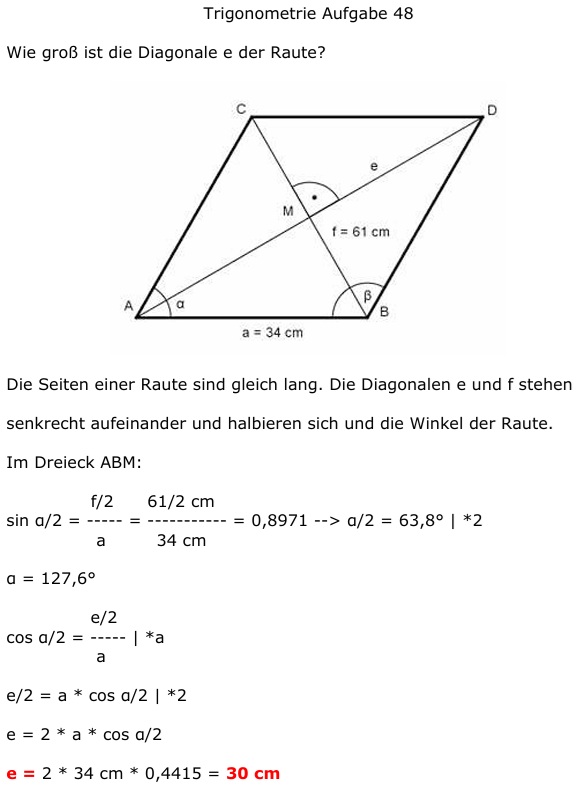 Trigonometrie Aufgabe 48
Wie groß ist die Diagonale e der Raute?
C
D
e
M
f = 61 cm
A
α
β
B
a = 34 cm
Die Seiten einer Raute sind gleich lang. Die Diagonalen e und f stehen
senkrecht aufeinander und halbieren sich und die Winkel der Raute.
Im Dreieck ABM:
f/2 61/2 cm
sin α/2 = ----- = ----------- = 0,8971 --> α/2 = 63,8° | *2
a 34 cm
α = 127,6°
e/2
cos α/2 = ----- | *a
a
e/2 = a * cos α/2 | *2
e = 2 * a * cos α/2
e = 2 * 34 cm * 0,4415 = 30 cm